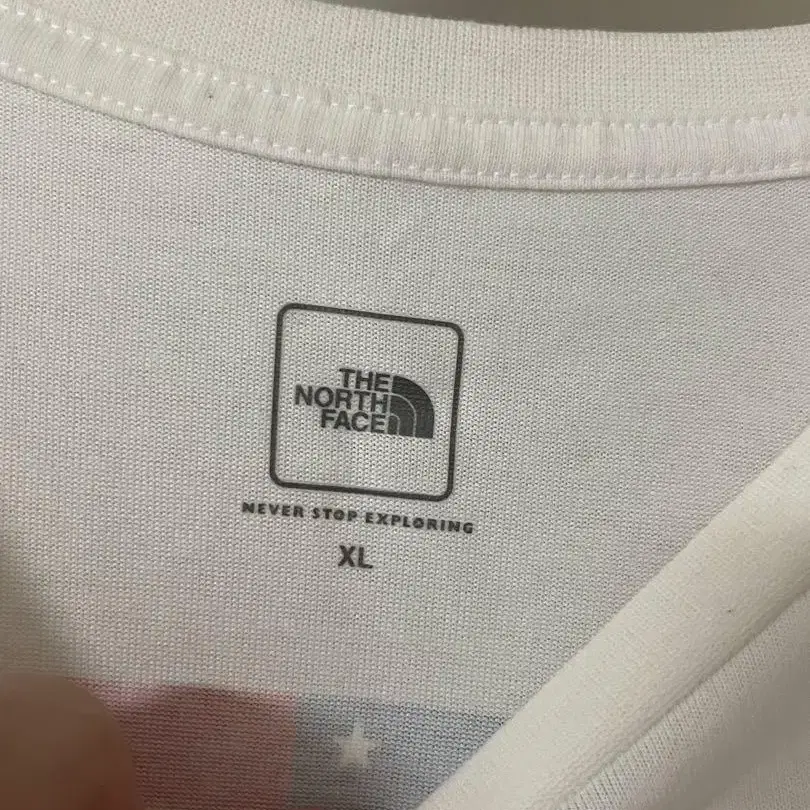 THE
NORTH
FACE
NEVER STOP EXPLORING
XL